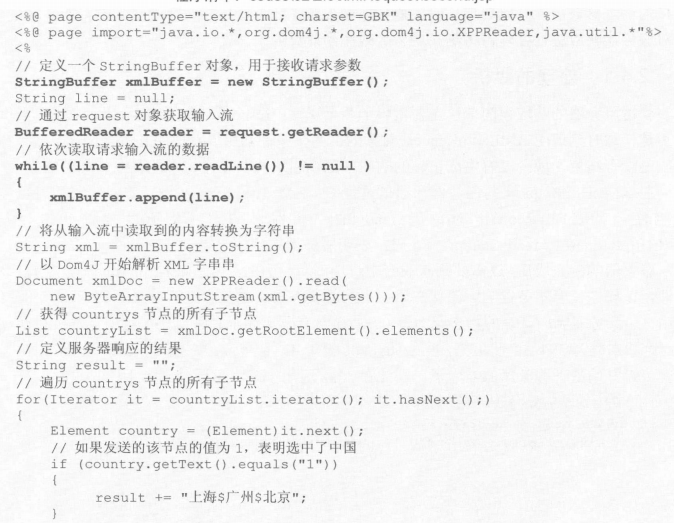 <%@ page contentType="text/html; charset=GBK" language="java" %>
<%@ page import="java.io.*,org.dom4j.*,org.dom4j.io.XPPReader,java.util.*"%>
<%
// 定义一个 StringBuffer 对象，用于接收请求参数
StringBuffer xmlBuffer = new StringBuffer();
String line = null;
// 通过 request 对象获取输入流
BufferedReader reader = request.getReader();
// 依次读取请求输入流的数据
while((line = reader.readLine()) != null )
{
    xmlBuffer.append(line);
}
// 将从输入流中读取到的内容转换为字符串
String xml = xmlBuffer.toString();
// 以 Dom4J 开始解析 XML 字串串
Document xmlDoc = new XPPReader().read(
    new ByteArrayInputStream(xml.getBytes()));
// 获得 countrys 节点的所有子节点
List countryList = xmlDoc.getRootElement().elements();
// 定义服务器响应的结果
String result = "";
// 遍历 countrys 节点的所有子节点
for(Iterator it = countryList.iterator(); it.hasNext();)
{
    Element country = (Element)it.next();
    // 如果发送的该节点的值为 1，表明选中了中国
    if (country.getText().equals("1"))
    {
        result += "上海$广州$北京";
    }